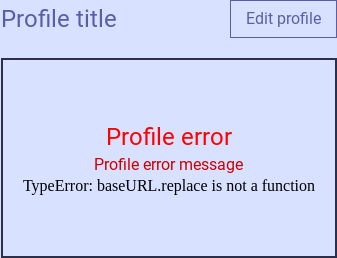 Profile title
Edit profile
Profile error
Profile error message
TypeError: baseURL.replace is not a function